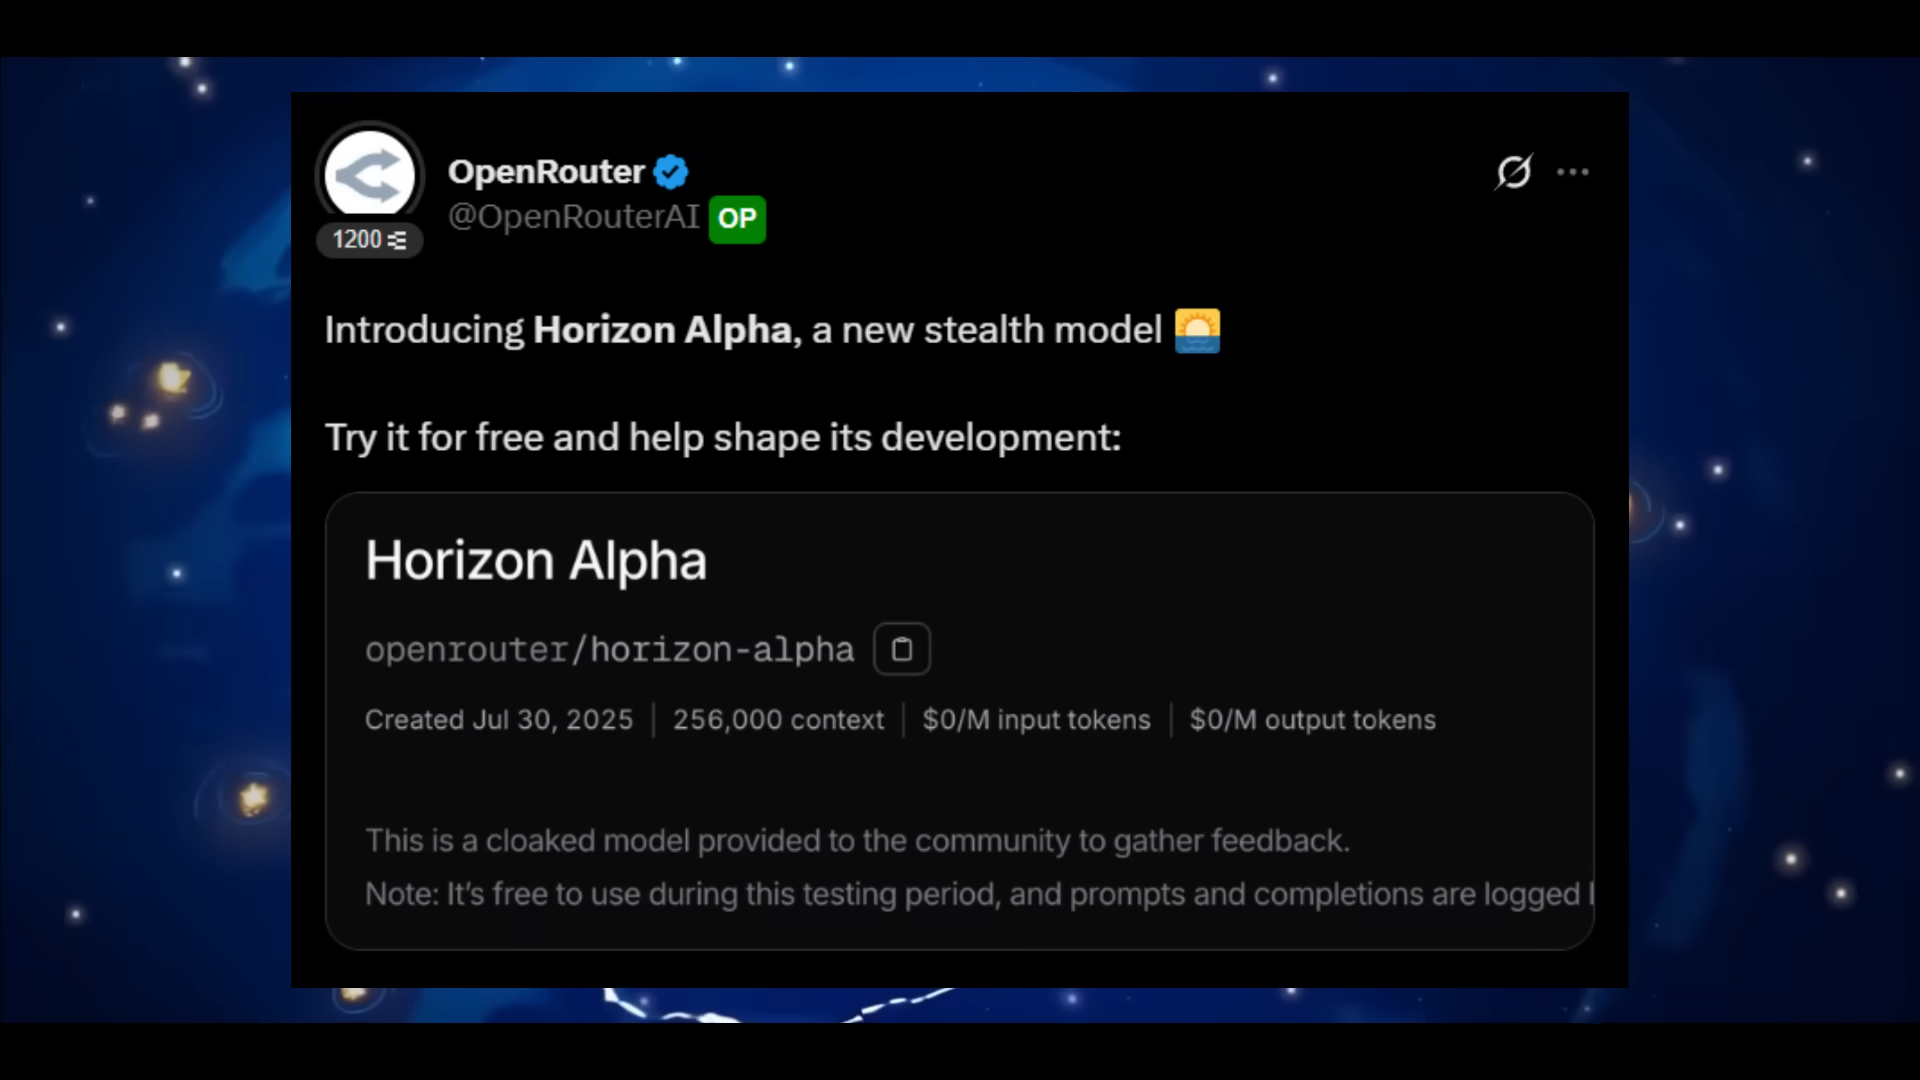 OpenRouter
@OpenRouterAI OP
1200
Introducing Horizon Alpha, a new stealth model
Try it for free and help shape its development:
Horizon Alpha
openrouter/horizon-alpha
Created Jul 30, 2025 | 256,000 context | $0/M input tokens | $0/M output tokens
This is a cloaked model provided to the community to gather feedback.
Note: It’s free to use during this testing period, and prompts and completions are logged